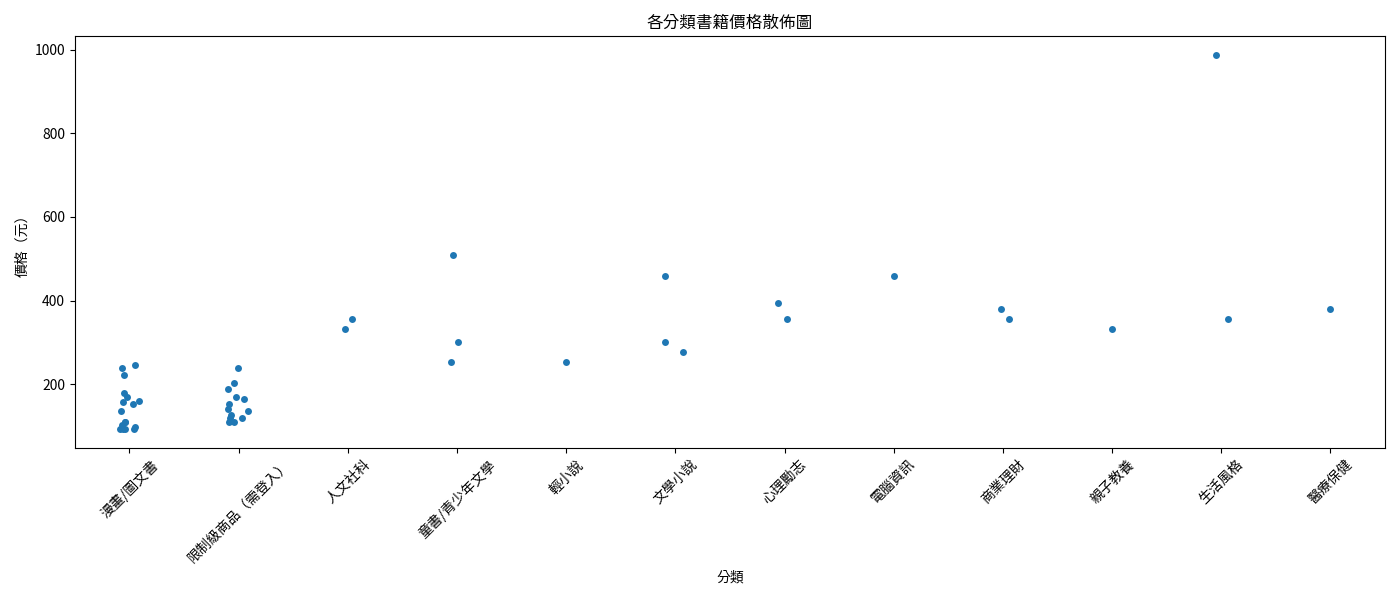 各分類書籍價格散佈圖
價格（元）
1000
800
600
400
200
漫畫/圖文書
限制級商品（需登入）
人文社科
童書/青少年文學
輕小說
文學小說
心理勵志
電腦資訊
商業理財
親子教養
生活風格
醫療保健
分類